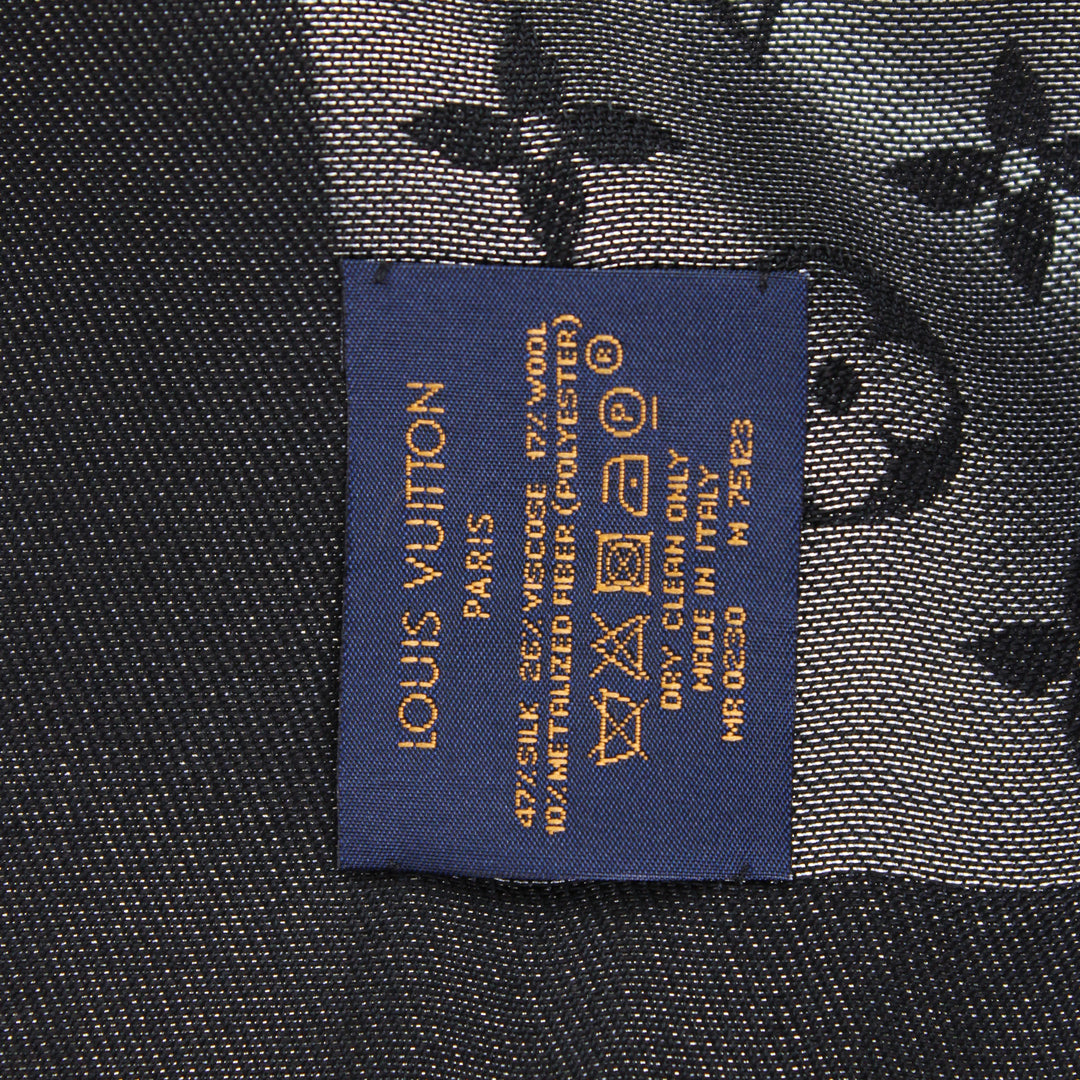 LOUIS VUITTON
PARIS
47% SILK 26% VISCOSE 17% WOOL
10% METALIZED FIBER (POLYESTER)
P R
DRY CLEAN ONLY
MADE IN ITALY
MR 0230 M 75123